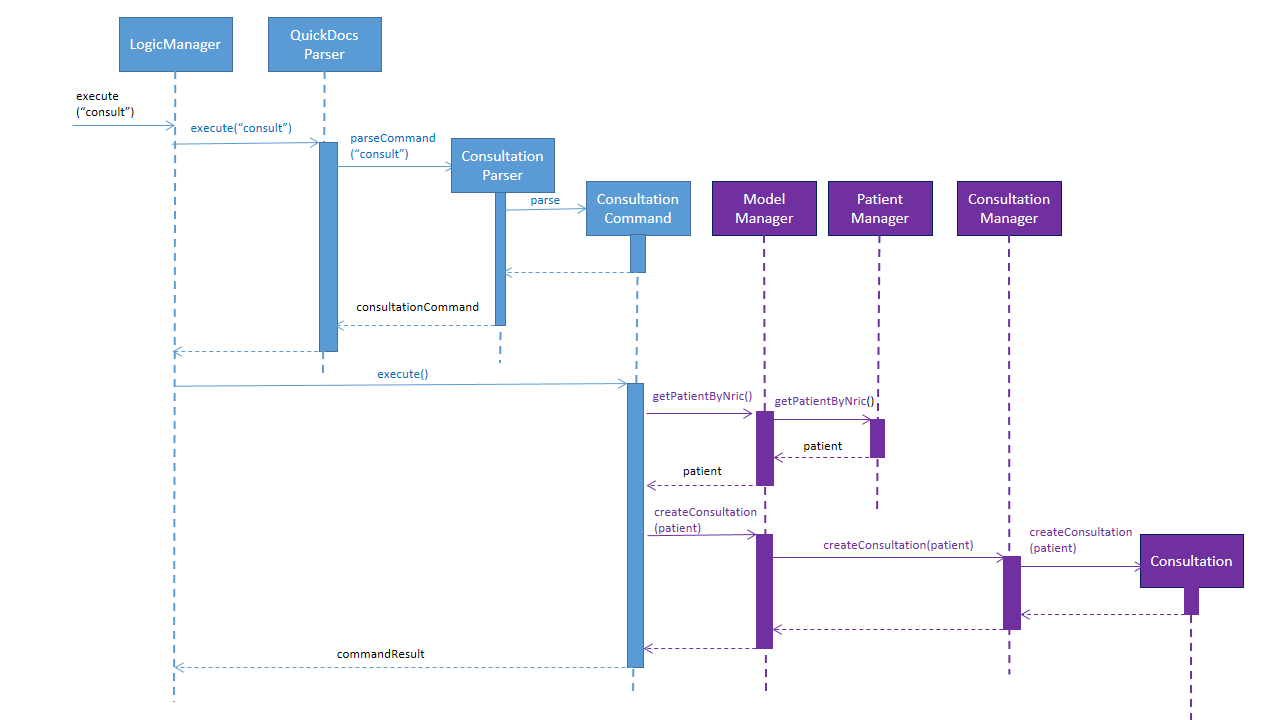 LogicManager
QuickDocs
Parser
execute
(“consult”)
execute(“consult”)
parseCommand
(“consult”)
Consultation
Parser
parse
Consultation
Command
Model
Manager
Patient
Manager
Consultation
Manager
consultationCommand
execute()
getPatientByNric()
getPatientByNric()
patient
patient
createConsultation
(patient)
createConsultation(patient)
createConsultation
(patient)
Consultation
commandResult